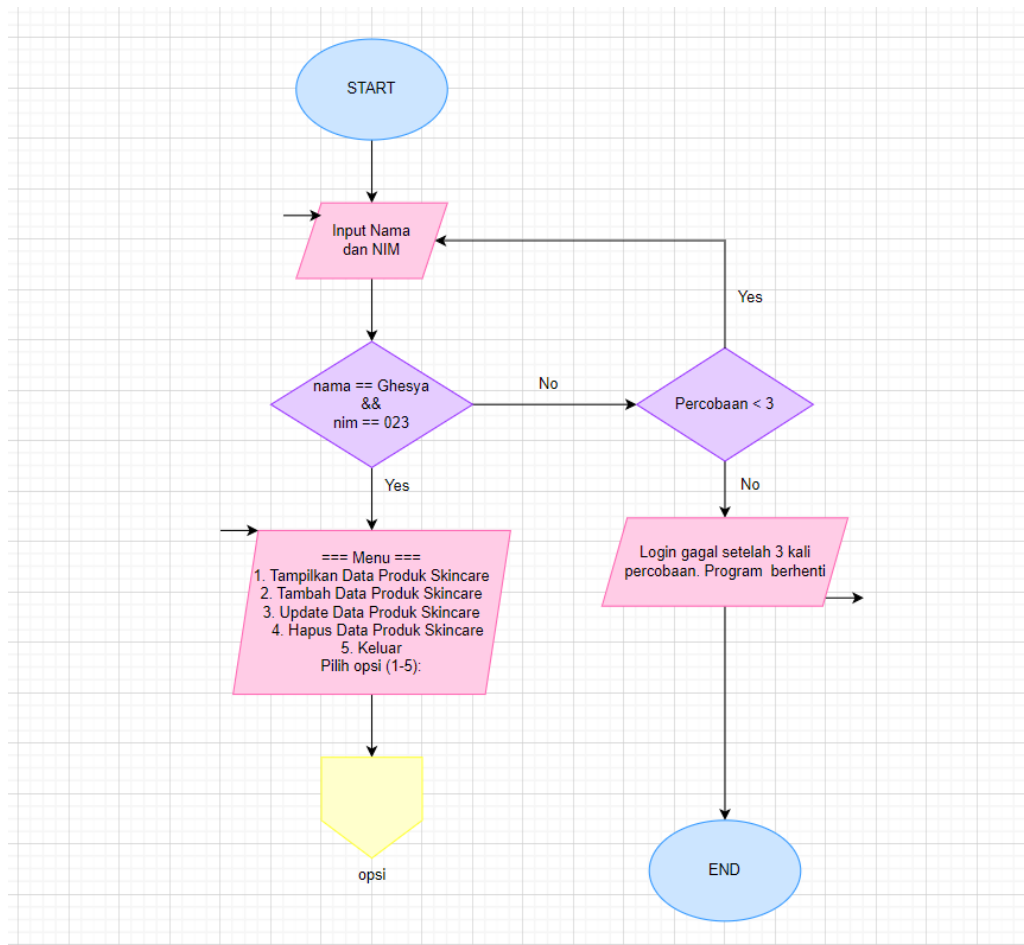 START
Input Nama
dan NIM
Yes
nama == Ghesya
&&
nim == 023
No
Percobaan < 3
Yes
No
=== Menu ===
1. Tampilkan Data Produk Skincare
2. Tambah Data Produk Skincare
3. Update Data Produk Skincare
4. Hapus Data Produk Skincare
5. Keluar
Pilih opsi (1-5):
Login gagal setelah 3 kali
percobaan. Program berhenti
opsi
END